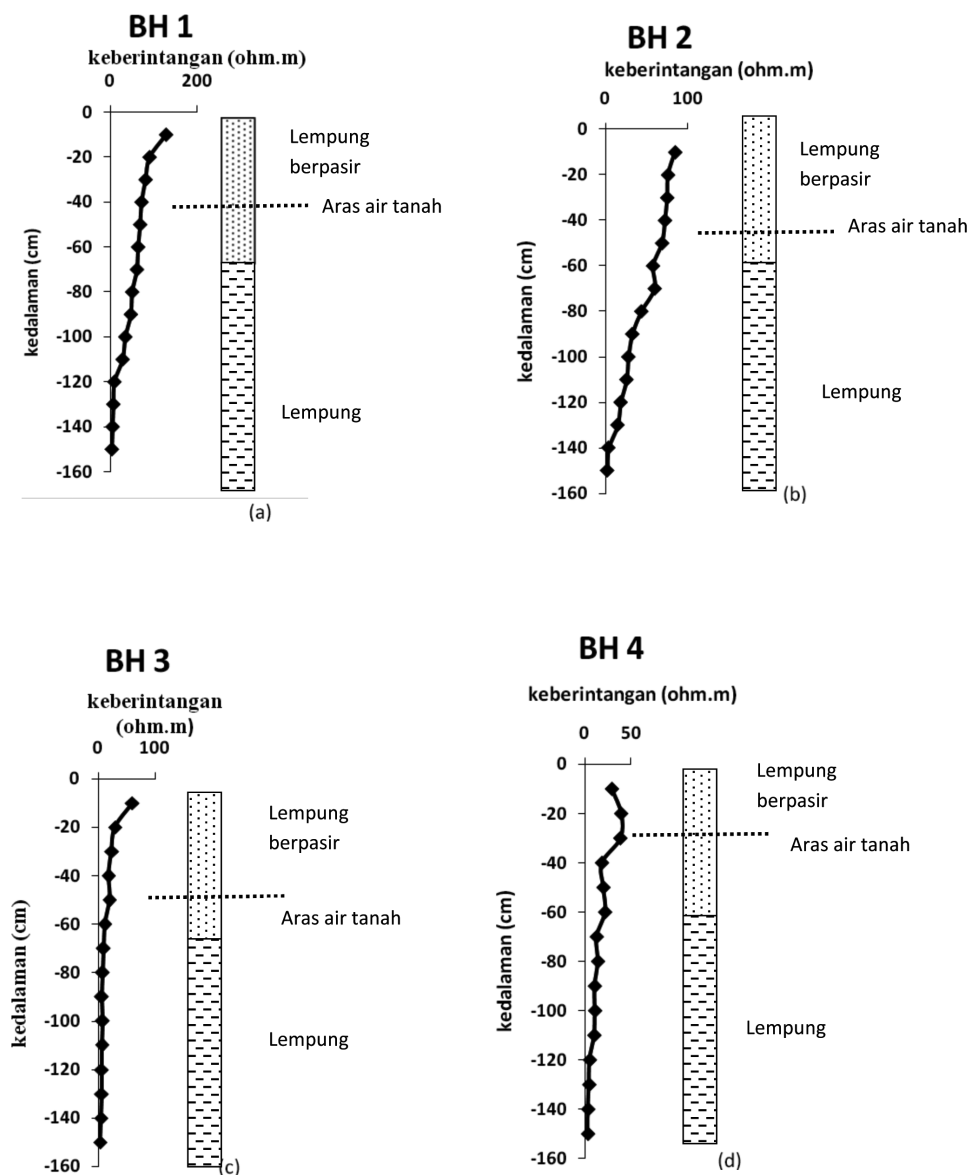 BH 1
keberintangan (ohm.m)
0 200
0
-20
-40
-60
-80
-100
-120
-140
-160
kedalaman (cm)
Lempung
berpasir
Aras air tanah
Lempung
(a)
BH 2
keberintangan (ohm.m)
0 100
0
-20
-40
-60
-80
-100
-120
-140
-160
kedalaman (cm)
Lempung
berpasir
Aras air tanah
Lempung
(b)
BH 3
keberintangan
(ohm.m)
0 100
0
-20
-40
-60
-80
-100
-120
-140
-160
kedalaman (cm)
Lempung
berpasir
Aras air tanah
Lempung
(c)
BH 4
keberintangan (ohm.m)
0 50
0
-20
-40
-60
-80
-100
-120
-140
-160
kedalaman (cm)
Lempung
berpasir
Aras air tanah
Lempung
(d)